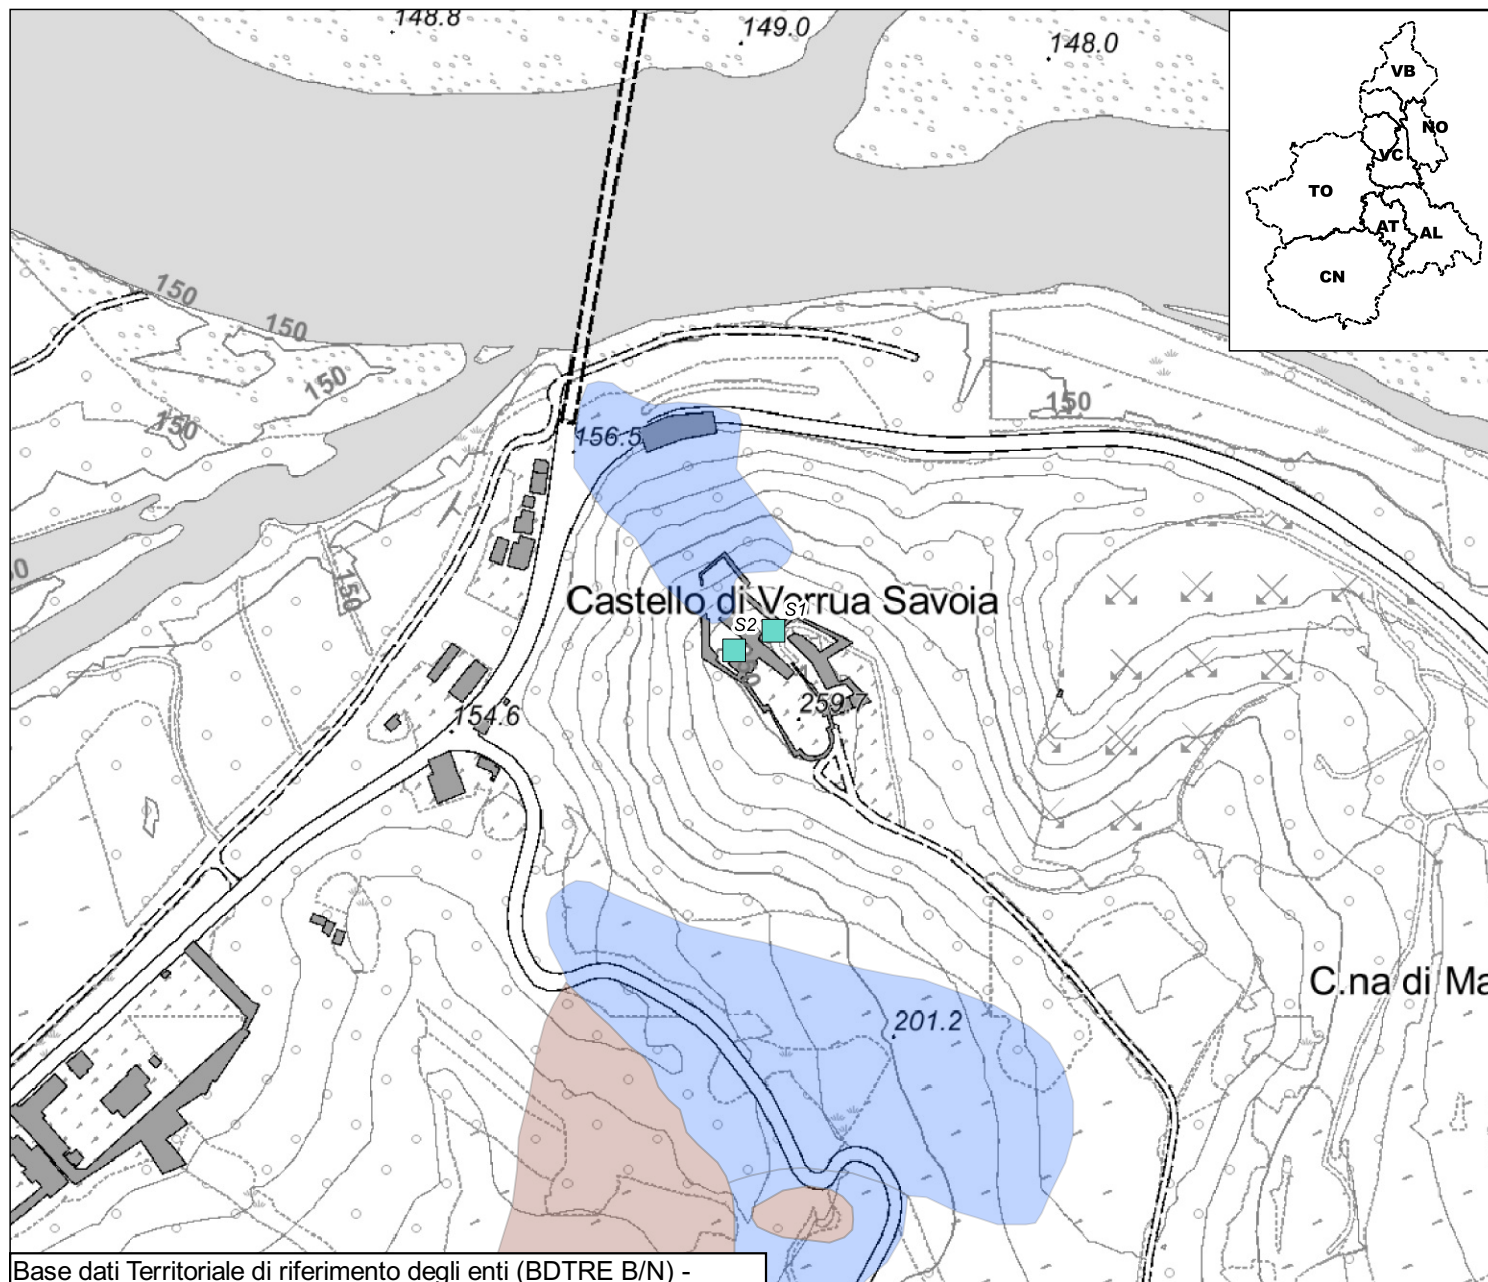 148.8
149.0
148.0
VB
NO
VC
TO
AT
AL
CN
150
150
150
150
150
156.5
150
Castello di Verrua Savoia
S1
S2
259.7
154.6
C.na di Ma
201.2
Base dati Territoriale di riferimento degli enti (BDTRE B/N) -